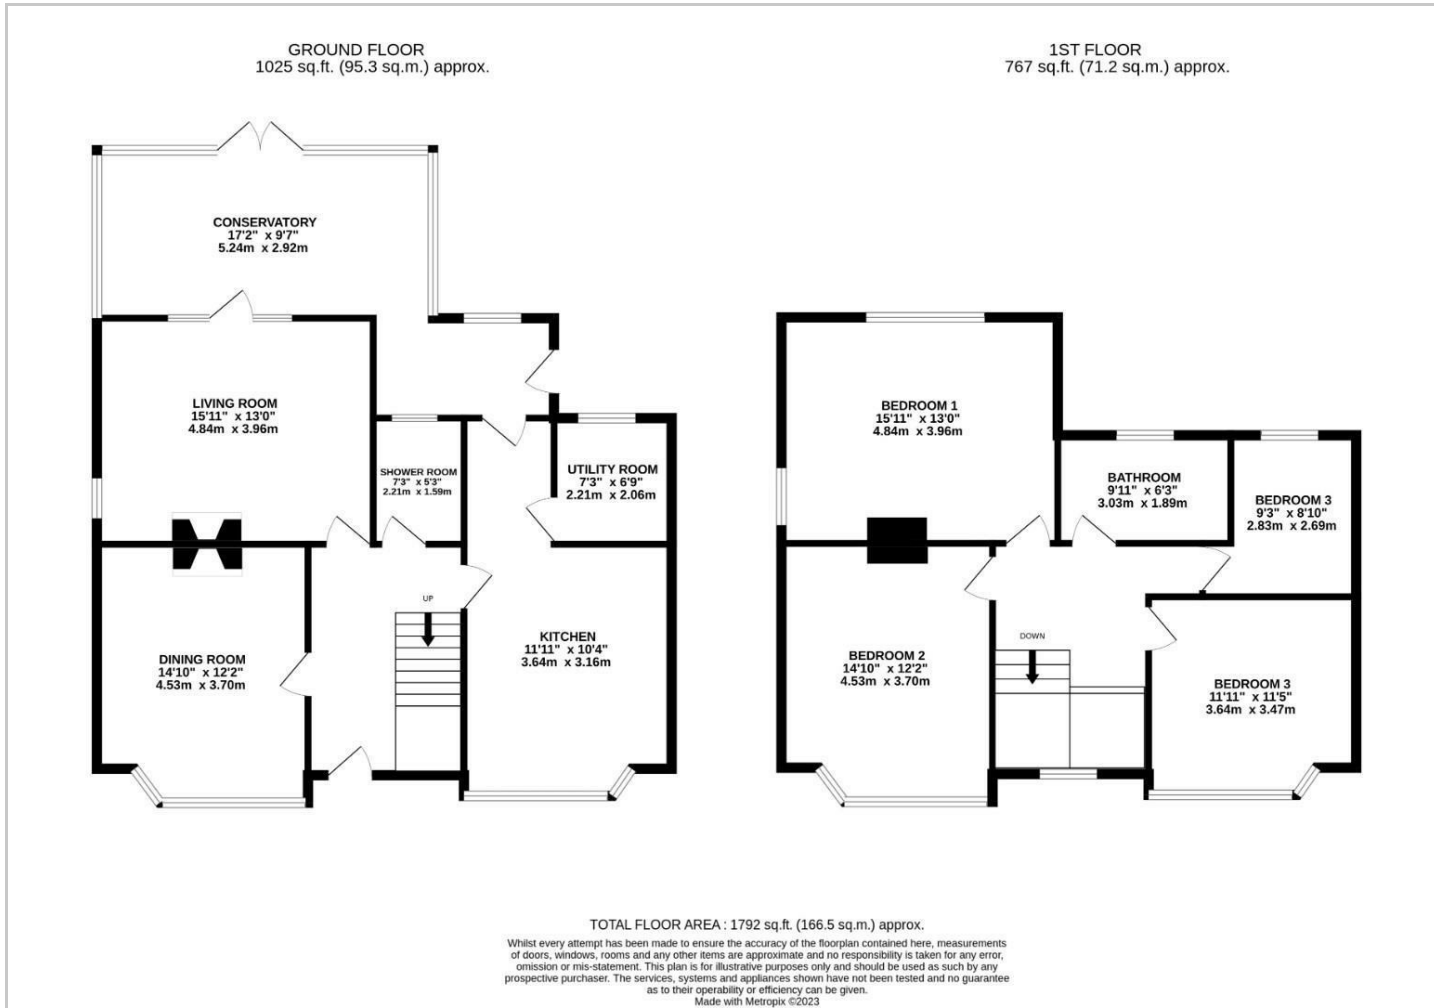 GROUND FLOOR
1025 sq.ft. (95.3 sq.m.) approx.
1ST FLOOR
767 sq.ft. (71.2 sq.m.) approx.
CONSERVATORY
17'2" x 9'7"
5.24m x 2.92m
LIVING ROOM
15'11" x 13'0"
4.84m x 3.96m
SHOWER ROOM
7'3" x 5'3"
2.21m x 1.59m
UTILITY ROOM
7'3" x 6'9"
2.21m x 2.06m
UP
DINING ROOM
14'10" x 12'2"
4.53m x 3.70m
KITCHEN
11'11" x 10'4"
3.64m x 3.16m
BEDROOM 1
15'11" x 13'0"
4.84m x 3.96m
BATHROOM
9'11" x 6'3"
3.03m x 1.89m
BEDROOM 3
9'3" x 8'10"
2.83m x 2.69m
DOWN
BEDROOM 2
14'10" x 12'2"
4.53m x 3.70m
BEDROOM 3
11'11" x 11'5"
3.64m x 3.47m
TOTAL FLOOR AREA : 1792 sq.ft. (166.5 sq.m.) approx.
Whilst every attempt has been made to ensure the accuracy of the floorplan contained here, measurements
of doors, windows, rooms and any other items are approximate and no responsibility is taken for any error,
omission or mis-statement. This plan is for illustrative purposes only and should be used as such by any
prospective purchaser. The services, systems and appliances shown have not been tested and no guarantee
as to their operability or efficiency can be given.
Made with Metropix ©2023